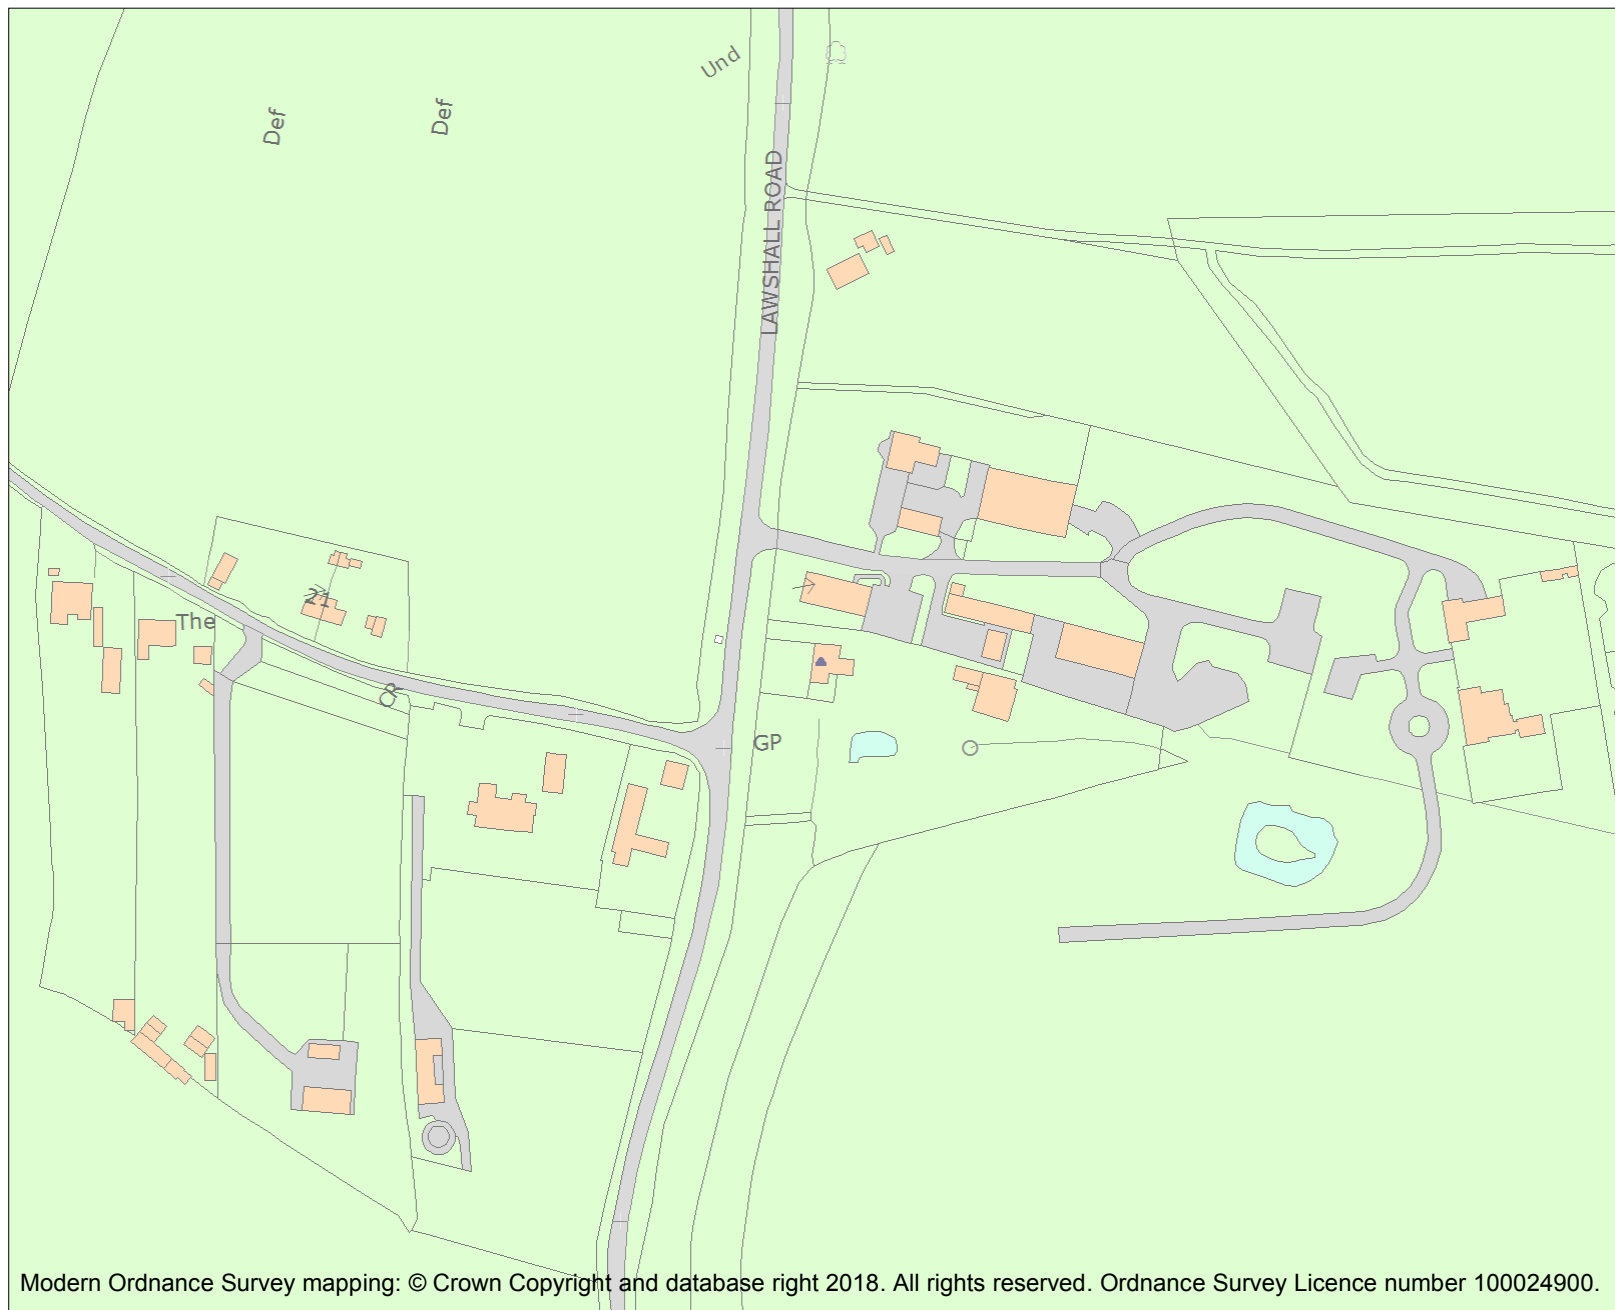 Und
Def
Def
LAWSHALL ROAD
21
The
CR
GP
Modern Ordnance Survey mapping: © Crown Copyright and database right 2018. All rights reserved. Ordnance Survey Licence number 100024900.